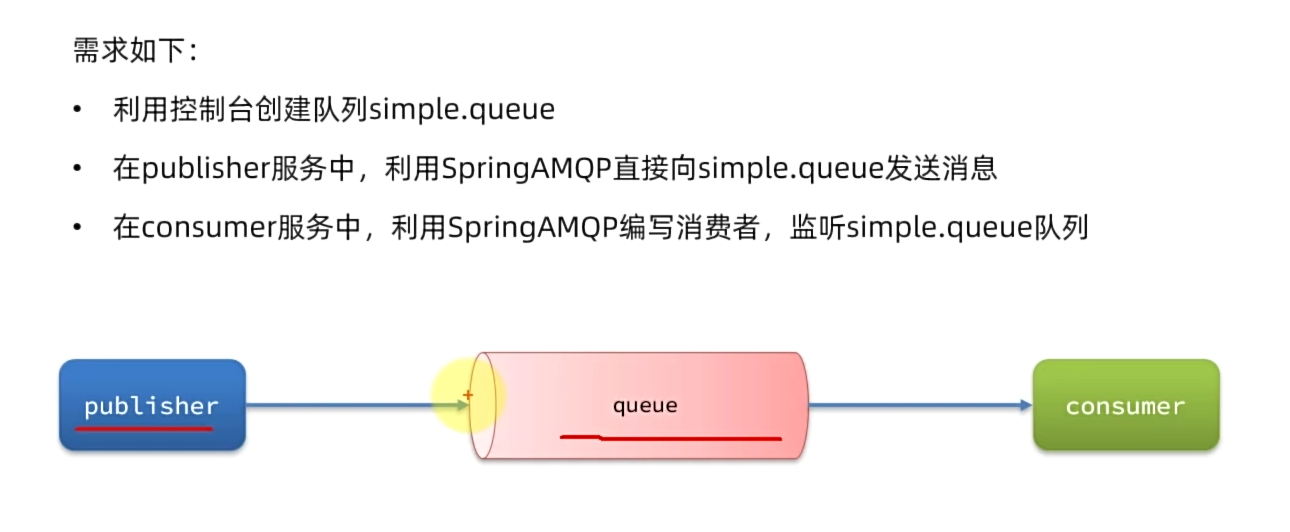 需求如下：
• 利用控制台创建队列simple.queue
• 在publisher服务中，利用SpringAMQP直接向simple.queue发送消息
• 在consumer服务中，利用SpringAMQP编写消费者，监听simple.queue队列
publisher queue consumer